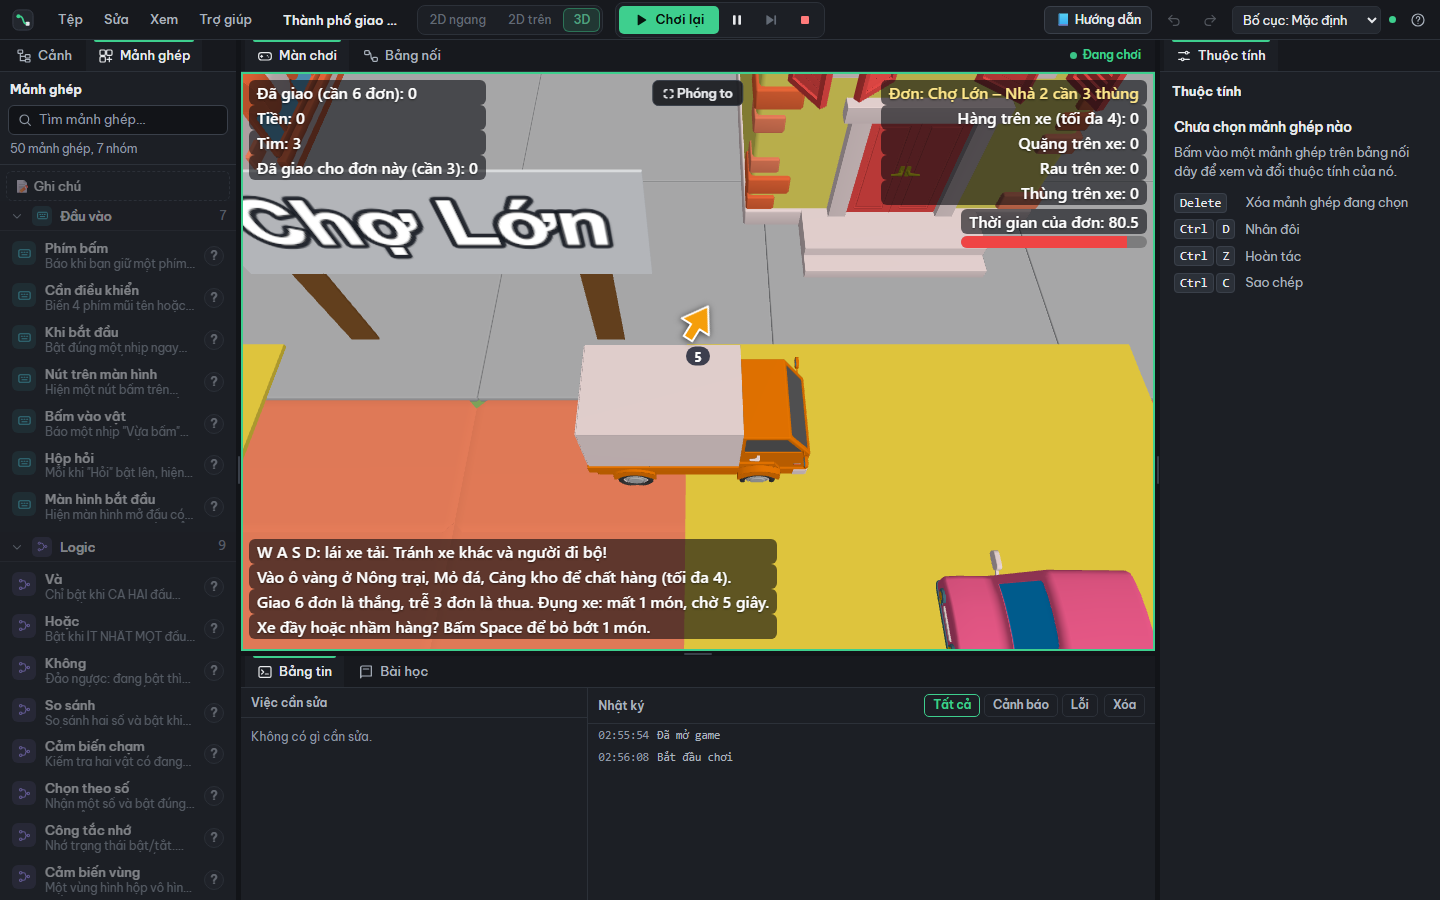 Tệp
Sửa
Xem
Trợ giúp
Thành phố giao ...
2D ngang
2D trên
3D
Chơi lại
Hướng dẫn
Bố cục: Mặc định
Cảnh
Mảnh ghép
Màn chơi
Bảng nối
Đang chơi
Thuộc tính
Mảnh ghép
Tìm mảnh ghép...
50 mảnh ghép, 7 nhóm
Ghi chú
Đầu vào
7
Phím bấm
Báo khi bạn giữ một phím...
?
Cần điều khiển
Biến 4 phím mũi tên hoặc...
?
Khi bắt đầu
Bật đúng một nhịp ngay...
?
Nút trên màn hình
Hiện một nút bấm trên...
?
Bấm vào vật
Báo một nhịp "Vừa bấm"...
?
Hộp hỏi
Mỗi khi "Hỏi" bật lên, hiện...
?
Màn hình bắt đầu
Hiện màn hình mở đầu có...
?
Logic
9
Và
Chỉ bật khi CẢ HAI đầu...
?
Hoặc
Bật khi ÍT NHẤT MỘT đầu...
?
Không
Đảo ngược: đang bật thì...
?
So sánh
So sánh hai số và bật khi...
?
Cảm biến chạm
Kiểm tra hai vật có đang...
?
Chọn theo số
Nhận một số và bật đúng...
?
Công tắc nhớ
Nhớ trạng thái bật/tắt....
?
Cảm biến vùng
Một vùng hình hộp vô hìn...
?
Đã giao (cần 6 đơn): 0
Tiền: 0
Tim: 3
Đã giao cho đơn này (cần 3): 0
Phóng to
Đơn: Chợ Lớn – Nhà 2 cần 3 thùng
Hàng trên xe (tối đa 4): 0
Quặng trên xe: 0
Rau trên xe: 0
Thùng trên xe: 0
Thời gian của đơn: 80.5
Chợ Lớn
5
W A S D: lái xe tải. Tránh xe khác và người đi bộ!
Vào ô vàng ở Nông trại, Mỏ đá, Cảng kho để chất hàng (tối đa 4).
Giao 6 đơn là thắng, trễ 3 đơn là thua. Đụng xe: mất 1 món, chờ 5 giây.
Xe đầy hoặc nhầm hàng? Bấm Space để bỏ bớt 1 món.
Bảng tin
Bài học
Việc cần sửa
Không có gì cần sửa.
Nhật ký
Tất cả
Cảnh báo
Lỗi
Xóa
02:55:54 Đã mở game
02:56:08 Bắt đầu chơi
Thuộc tính
Chưa chọn mảnh ghép nào
Bấm vào một mảnh ghép trên bảng nối
dây để xem và đổi thuộc tính của nó.
Delete Xóa mảnh ghép đang chọn
Ctrl D Nhân đôi
Ctrl Z Hoàn tác
Ctrl C Sao chép